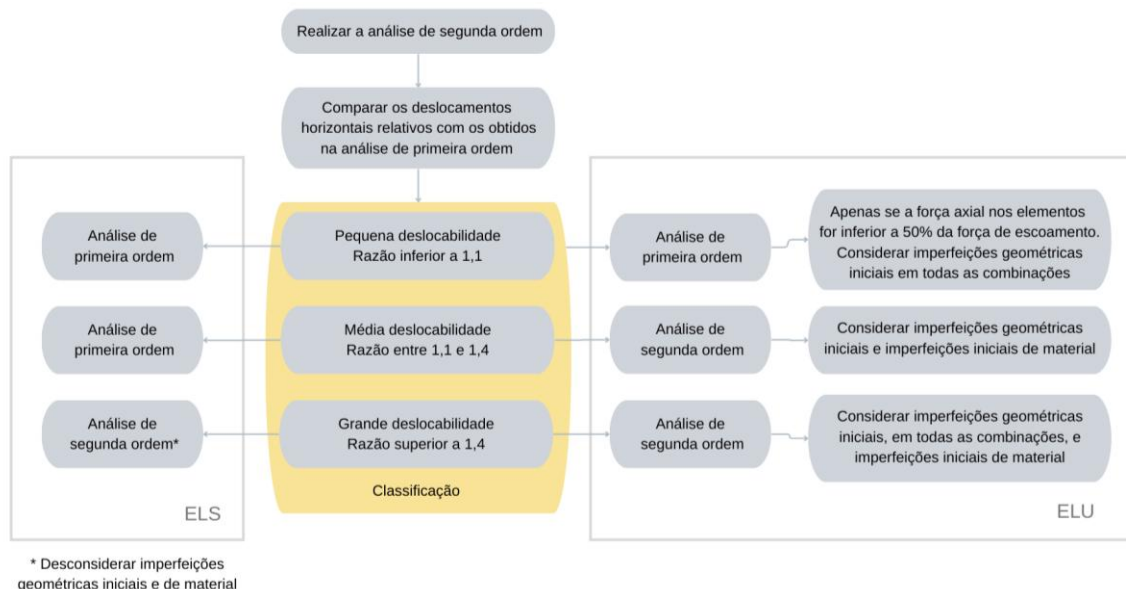 Realizar a análise de segunda ordem
Comparar os deslocamentos
horizontais relativos com os obtidos
na análise de primeira ordem
Análise de
primeira ordem
Pequena deslocabilidade
Razão inferior a 1,1
Análise de
primeira ordem
Apenas se a força axial nos elementos
for inferior a 50% da força de escoamento.
Considerar imperfeições geométricas
iniciais em todas as combinações
Análise de
primeira ordem
Média deslocabilidade
Razão entre 1,1 e 1,4
Análise de
segunda ordem
Considerar imperfeições geométricas
iniciais e imperfeições iniciais de material
Análise de
segunda ordem*
Grande deslocabilidade
Razão superior a 1,4
Análise de
segunda ordem
Considerar imperfeições geométricas
iniciais, em todas as combinações, e
imperfeições iniciais de material
Classificação
ELS
ELU
* Desconsiderar imperfeições
geométricas iniciais e de material